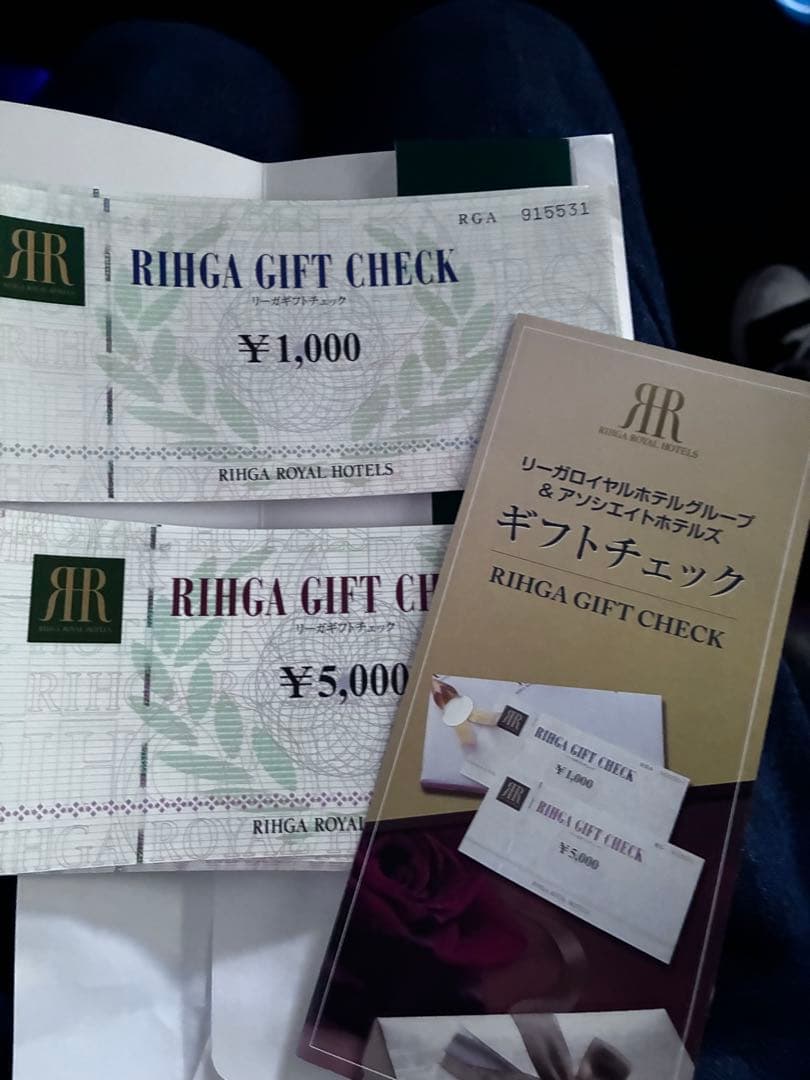 RGA 915531
RIHGA GIFT CHECK
リーガギフトチェック
¥1,000
RIHGA ROYAL HOTELS
RIHGA ROYAL HOTELS
RIHGA GIFT CH
リーガギフトチェック
¥5,000
RIHGA ROYAL HOTELS
RIHGA ROYAL
RIHGA ROYAL HOTELS
リーガロイヤルホテルグループ
&アソシエイトホテルズ
ギフトチェック
RIHGA GIFT CHECK
RIHGA GIFT CHECK
¥1,000
RIHGA GIFT CHECK
¥5,000